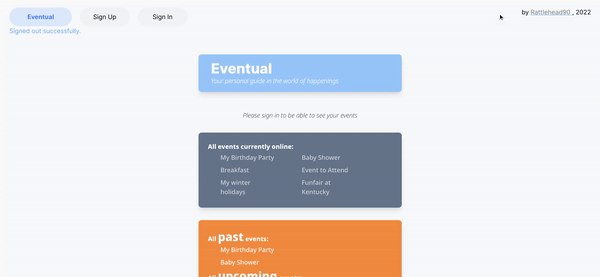 Eventual
Sign Up
Sign In
by Rattlehead90 , 2022
Signed out successfully.
Eventual
Your personal guide in the world of happenings
Please sign in to be able to see your events
All events currently online:
My Birthday Party
Baby Shower
Breakfast
Event to Attend
My winter
holidays
Funfair at
Kentucky
All past events:
My Birthday Party
Baby Shower
All upcoming events: